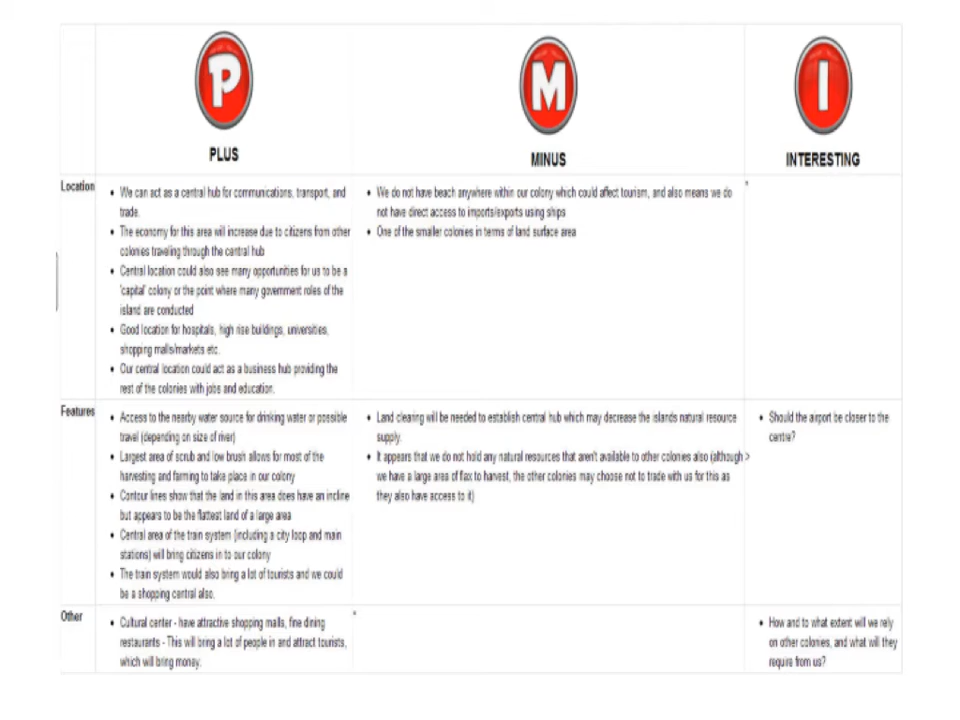 P
M
I
PLUS
MINUS
INTERESTING
Location
• We can act as a central hub for communications, transport, and
trade.
• The economy for this area will increase due to citizens from other
colonies traveling through the central hub
• Central location could also see many opportunities for us to be a
'capital' colony or the point where many government roles of the
island are conducted
• Good location for hospitals, high rise buildings, universities,
shopping malls/markets etc.
• Our central location could act as a business hub providing the
rest of the colonies with jobs and education.
• We do not have beach anywhere within our colony which could affect tourism, and also means we do
not have direct access to imports/exports using ships
• One of the smaller colonies in terms of land surface area
Features
• Access to the nearby water source for drinking water or possible
travel (depending on size of river)
• Largest area of scrub and low brush allows for most of the
harvesting and farming to take place in our colony
• Contour lines show that the land in this area does have an incline
but appears to be the flattest land of a large area
• Central area of the train system (including a city loop and main
stations) will bring citizens in to our colony
• The train system would also bring a lot of tourists and we could
be a shopping central also.
• Land clearing will be needed to establish central hub which may decrease the islands natural resource
supply.
• It appears that we do not hold any natural resources that aren't available to other colonies also (although
we have a large area of flax to harvest, the other colonies may choose not to trade with us for this as
they also have access to it)
• Should the airport be closer to the
centre?
Other
• Cultural center - have attractive shopping malls, fine dining
restaurants - This will bring a lot of people in and attract tourists,
which will bring money.
• How and to what extent will we rely
on other colonies, and what will they
require from us?